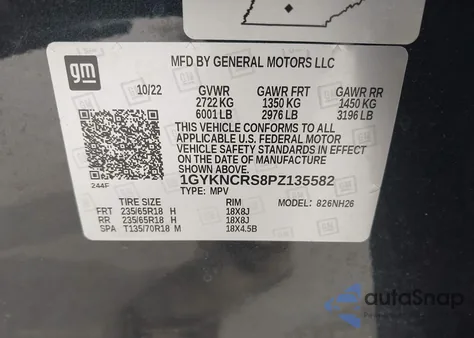 gm
MFD BY GENERAL MOTORS LLC
10/22 GVWR GAWR FRT GAWR RR
2722 KG 1350 KG 1450 KG
6001 LB 2976 LB 3196 LB
THIS VEHICLE CONFORMS TO ALL
APPLICABLE U.S. FEDERAL MOTOR
VEHICLE SAFETY STANDARDS IN EFFECT
ON THE DATE OF MANUFACTURE
SHOWN ABOVE.
1GYKNCRS8PZ135582
244F TYPE: MPV
TIRE SIZE RIM MODEL: 826NH26
FRT 235/65R18 H 18X8J
RR 235/65R18 H 18X8J
SPA T135/70R18 M 18X4.5B
autoSnap